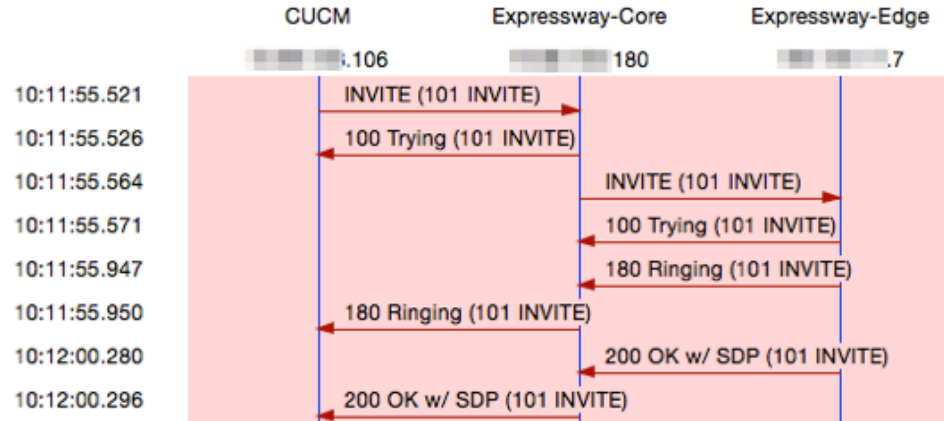 CUCM Expressway-Core Expressway-Edge
.106 180 .7
10:11:55.521 INVITE (101 INVITE)
10:11:55.526 100 Trying (101 INVITE)
10:11:55.564 INVITE (101 INVITE)
10:11:55.571 100 Trying (101 INVITE)
10:11:55.947 180 Ringing (101 INVITE)
10:11:55.950 180 Ringing (101 INVITE)
10:12:00.280 200 OK w/ SDP (101 INVITE)
10:12:00.296 200 OK w/ SDP (101 INVITE)